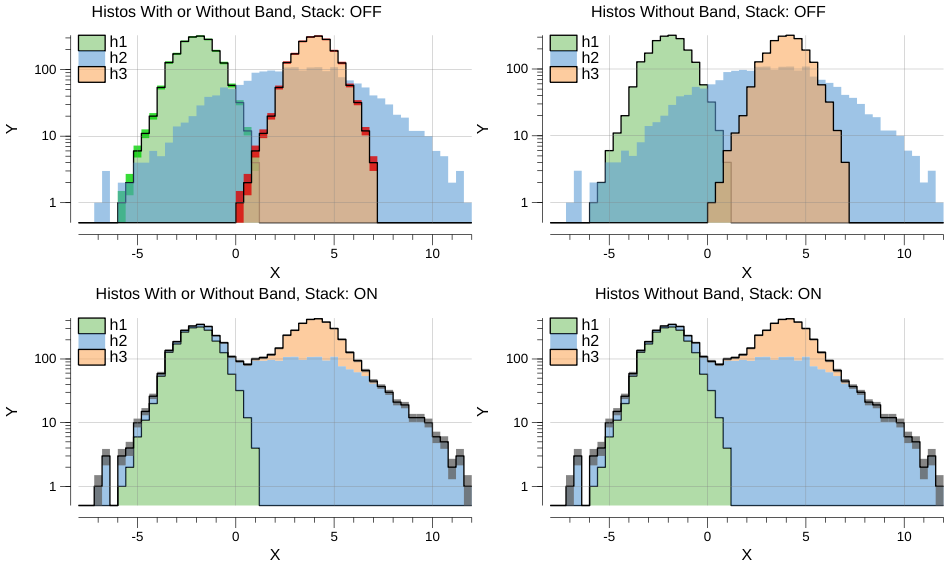 Histos With or Without Band, Stack: OFF
h1
h2
h3
100
10
1
Y
-5
0
5
10
X
Histos Without Band, Stack: OFF
h1
h2
h3
100
10
1
Y
-5
0
5
10
X
Histos With or Without Band, Stack: ON
h1
h2
h3
100
10
1
Y
-5
0
5
10
X
Histos Without Band, Stack: ON
h1
h2
h3
100
10
1
Y
-5
0
5
10
X